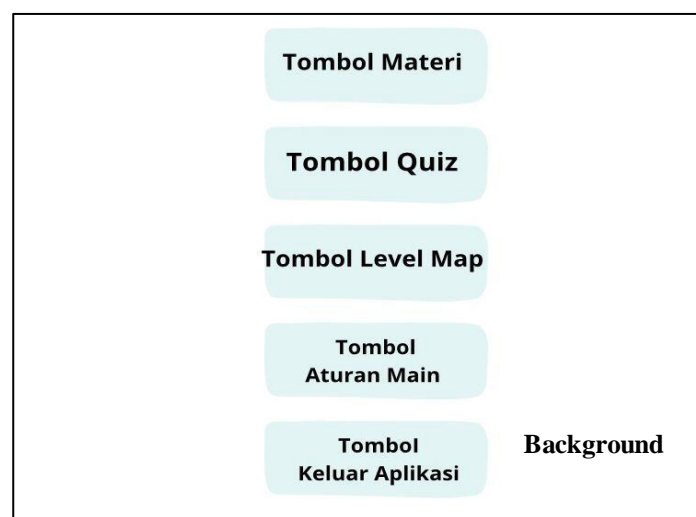 Tombol Materi
Tombol Quiz
Tombol Level Map
Tombol
Aturan Main
Tombol
Keluar Aplikasi
Background